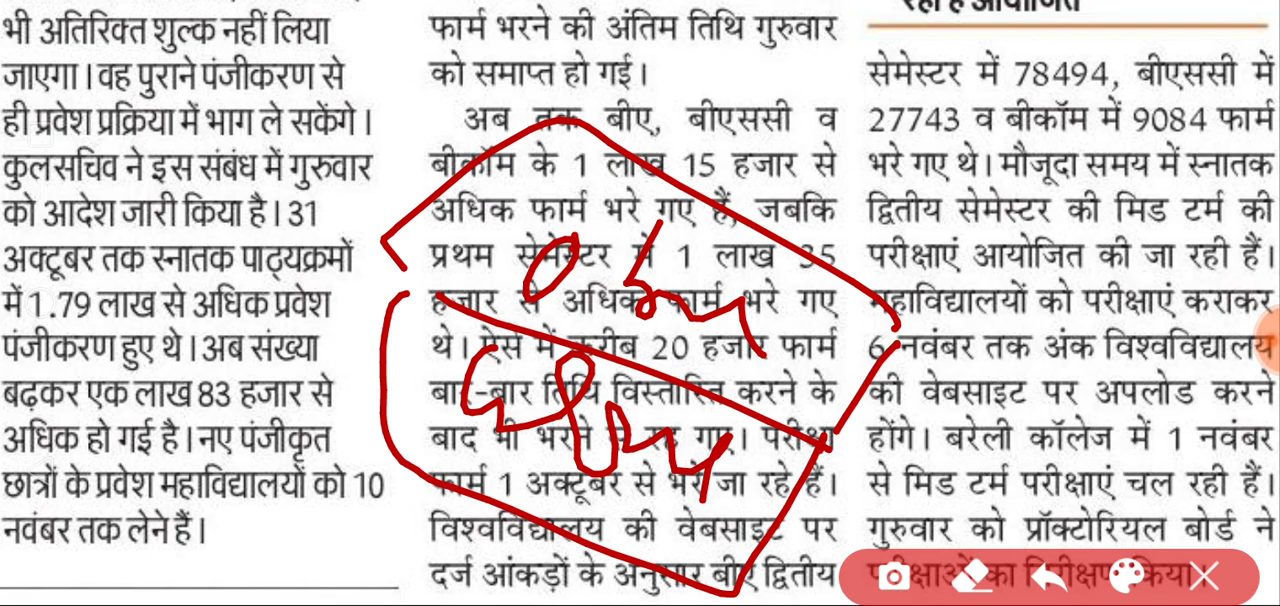 भी अतिरिक्त शुल्क नहीं लिया
जाएगा। वह पुराने पंजीकरण से
ही प्रवेश प्रक्रिया में भाग ले सकेंगे।
कुलसचिव ने इस संबंध में गुरुवार
को आदेश जारी किया है। 31
अक्टूबर तक स्नातक पाठ्यक्रमों
में 1.79 लाख से अधिक प्रवेश
पंजीकरण हुए थे। अब संख्या
बढ़कर एक लाख 83 हजार से
अधिक हो गई है। नए पंजीकृत
छात्रों के प्रवेश महाविद्यालयों को 10
नवंबर तक लेने हैं।
फार्म भरने की अंतिम तिथि गुरुवार
को समाप्त हो गई।
अब तक बीए, बीएससी व
बीकॉम के 1 लाख 15 हजार से
अधिक फार्म भरे गए हैं, जबकि
प्रथम सेमेस्टर में 1 लाख 35
हजार से अधिक फार्म भरे गए
थे। ऐसे में करीब 20 हजार फार्म
बार-बार तिथि विस्तारित करने के
बाद भी भरने से रह गए। परीक्षा
फार्म 1 अक्टूबर से भरे जा रहे हैं।
विश्वविद्यालय की वेबसाइट पर
दर्ज आंकड़ों के अनुसार बीए द्वितीय
रही हैं आयोजित
सेमेस्टर में 78494, बीएससी में
27743 व बीकॉम में 9084 फार्म
भरे गए थे। मौजूदा समय में स्नातक
द्वितीय सेमेस्टर की मिड टर्म की
परीक्षाएं आयोजित की जा रही हैं।
महाविद्यालयों को परीक्षाएं कराकर
6 नवंबर तक अंक विश्वविद्यालय
की वेबसाइट पर अपलोड करने
होंगे। बरेली कॉलेज में 1 नवंबर
से मिड टर्म परीक्षाएं चल रही हैं।
गुरुवार को प्रॉक्टोरियल बोर्ड ने
परीक्षाओं का निरीक्षण किया।